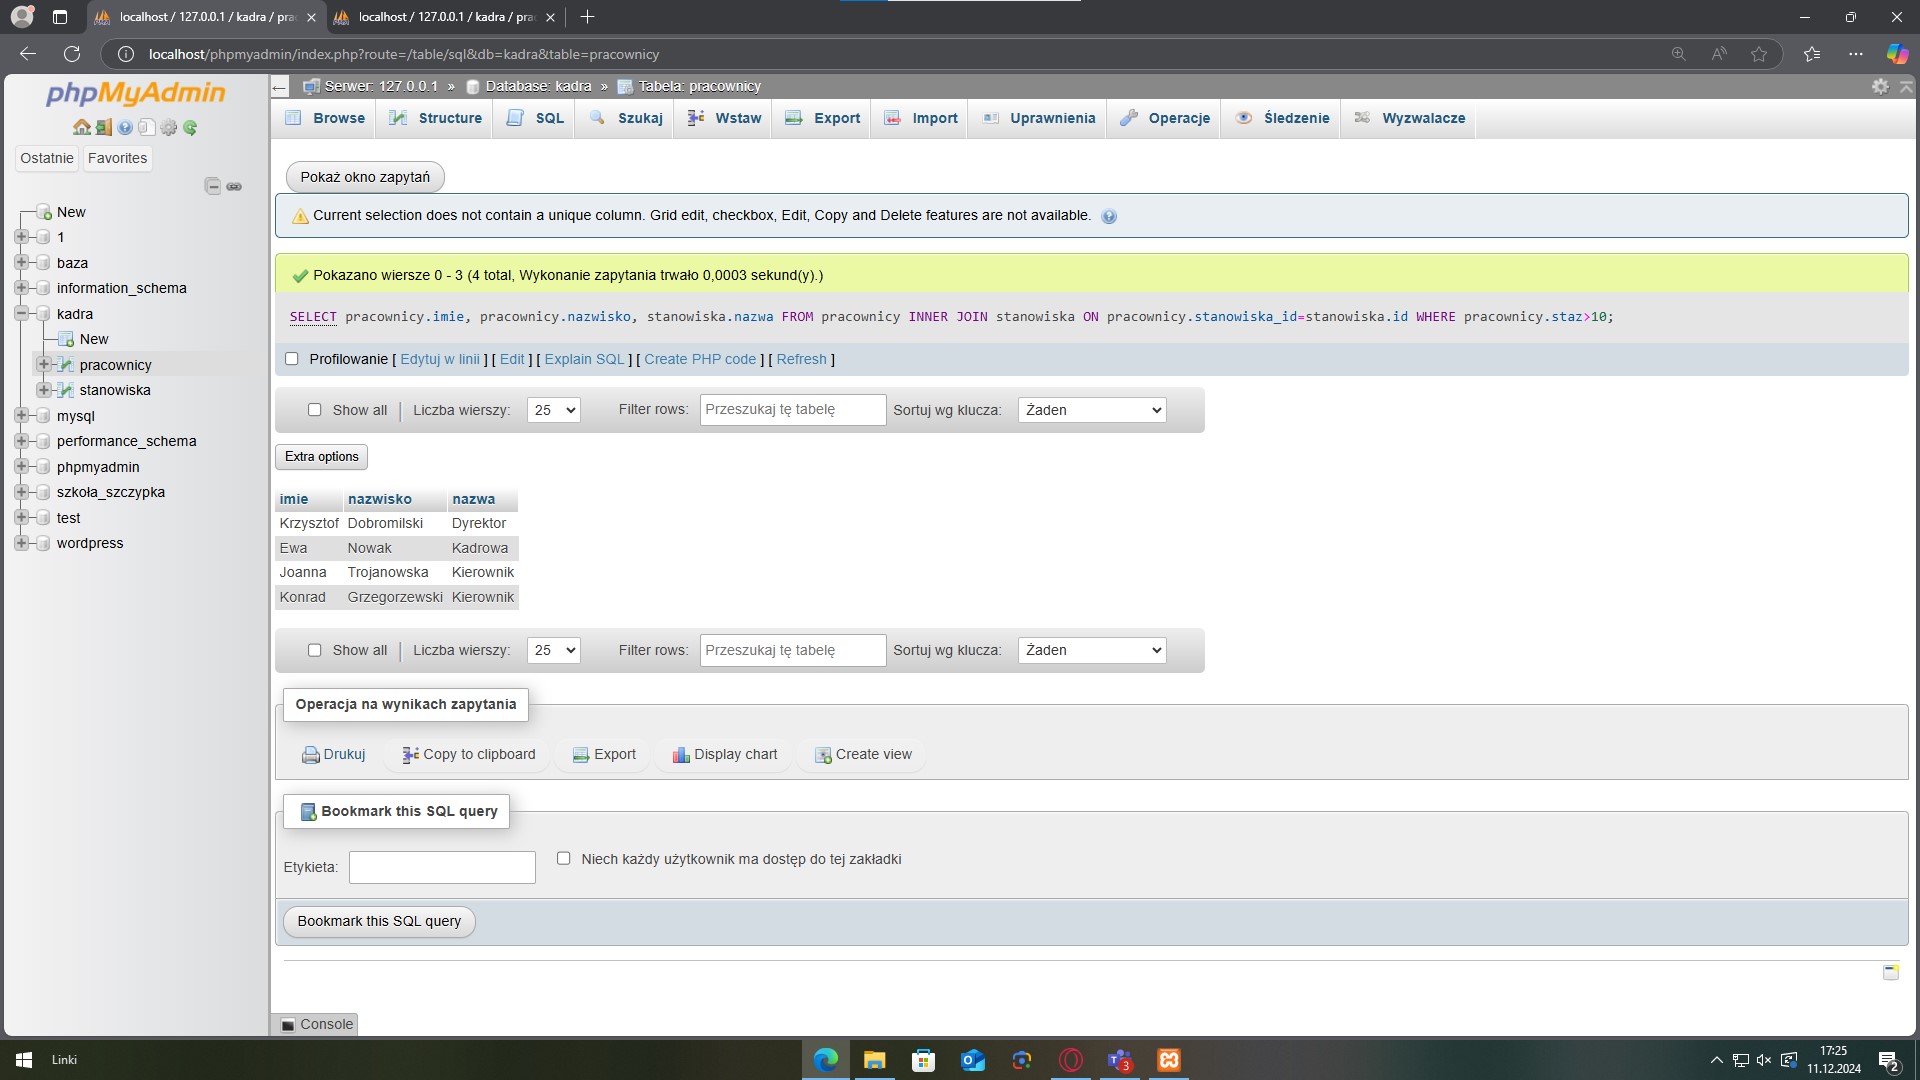 localhost / 127.0.0.1 / kadra / prac
localhost / 127.0.0.1 / kadra / prac
localhost/phpmyadmin/index.php?route=/table/sql&db=kadra&table=pracownicy
phpMyAdmin
Ostatnie Favorites
New
1
baza
information_schema
kadra
New
pracownicy
stanowiska
mysql
performance_schema
phpmyadmin
szkoła_szczypka
test
wordpress
Serwer: 127.0.0.1 » Database: kadra » Tabela: pracownicy
Browse Structure SQL Szukaj Wstaw Export Import Uprawnienia Operacje Śledzenie Wyzwalacze
Pokaż okno zapytań
Current selection does not contain a unique column. Grid edit, checkbox, Edit, Copy and Delete features are not available.
Pokazano wiersze 0 - 3 (4 total, Wykonanie zapytania trwało 0,0003 sekund(y).)
SELECT pracownicy.imie, pracownicy.nazwisko, stanowiska.nazwa FROM pracownicy INNER JOIN stanowiska ON pracownicy.stanowiska_id=stanowiska.id WHERE pracownicy.staz>10;
Profilowanie [ Edytuj w linii ] [ Edit ] [ Explain SQL ] [ Create PHP code ] [ Refresh ]
Show all | Liczba wierszy: 25 Filter rows: Przeszukaj tę tabelę Sortuj wg klucza: Żaden
Extra options
imie nazwisko nazwa
Krzysztof Dobromilski Dyrektor
Ewa Nowak Kadrowa
Joanna Trojanowska Kierownik
Konrad Grzegorzewski Kierownik
Show all | Liczba wierszy: 25 Filter rows: Przeszukaj tę tabelę Sortuj wg klucza: Żaden
Operacja na wynikach zapytania
Drukuj Copy to clipboard Export Display chart Create view
Bookmark this SQL query
Etykieta: Niech każdy użytkownik ma dostęp do tej zakładki
Bookmark this SQL query
Console
Linki
3
17:25
11.12.2024
2